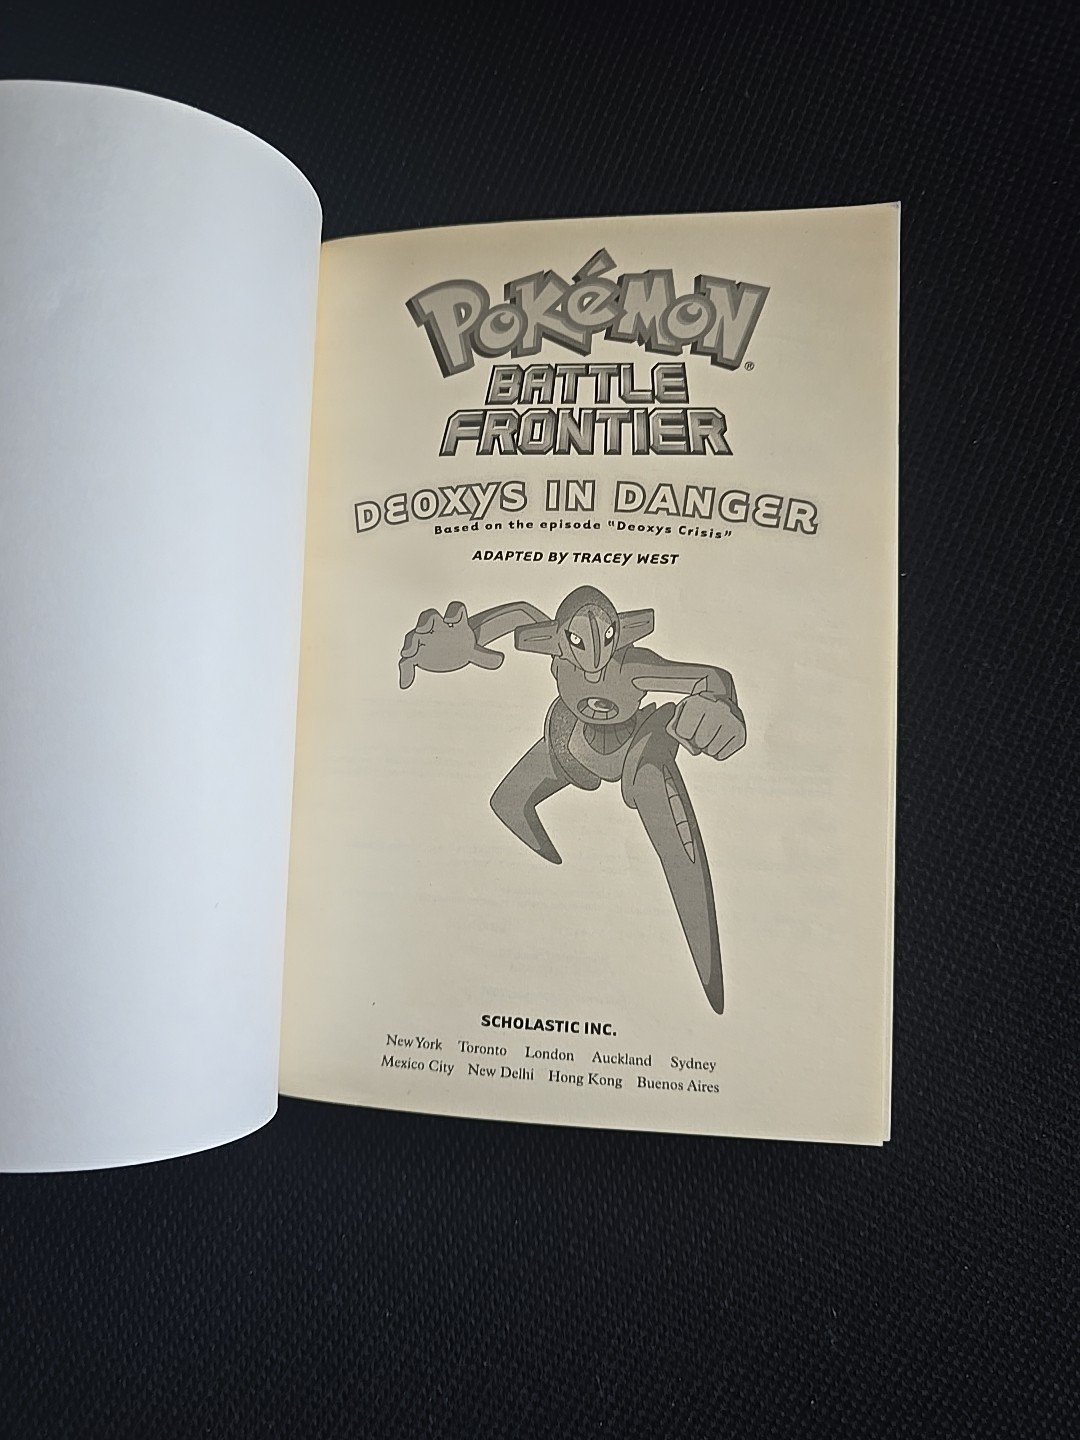 POKéMON®
BATTLE
FRONTIER
DEOXYS IN DANGER
Based on the episode "Deoxys Crisis"
ADAPTED BY TRACEY WEST
SCHOLASTIC INC.
New York Toronto London Auckland Sydney
Mexico City New Delhi Hong Kong Buenos Aires